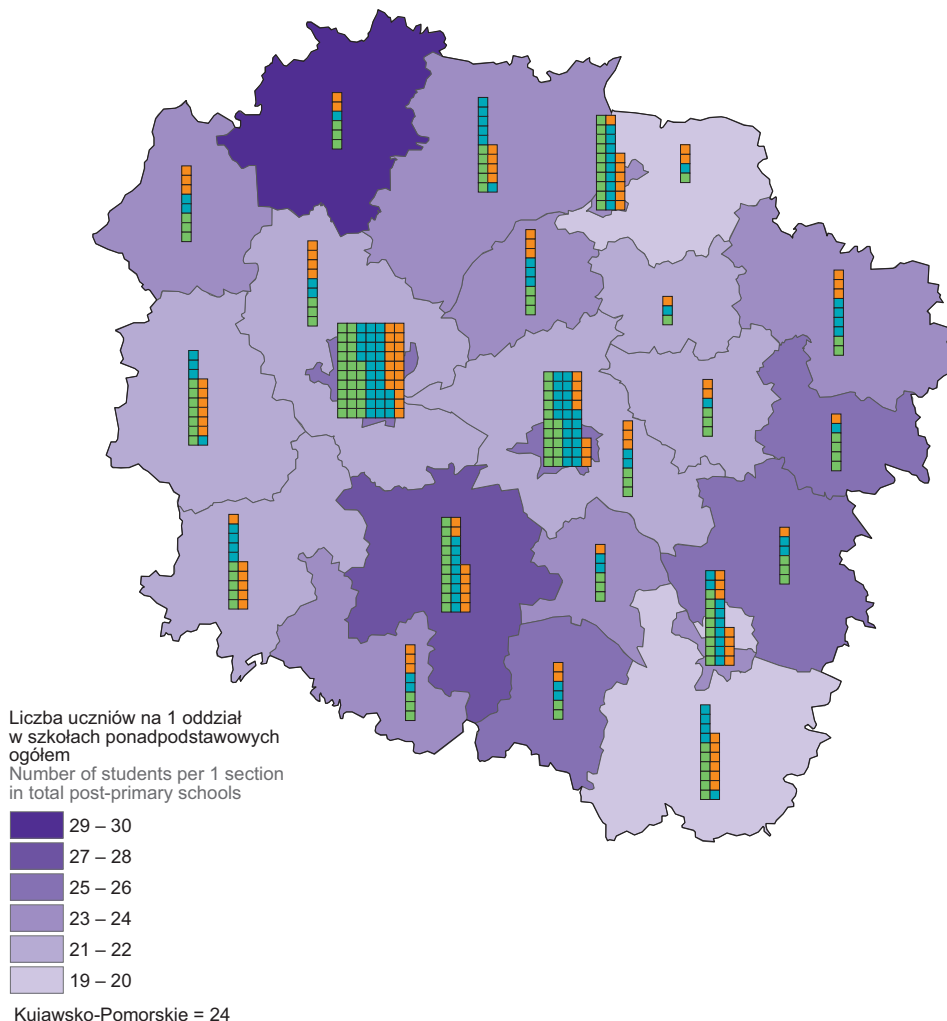 Liczba uczniów na 1 oddział
w szkołach ponadpodstawowych
ogółem
Number of students per 1 section
in total post-primary schools
29 – 30
27 – 28
25 – 26
23 – 24
21 – 22
19 – 20
Kujawsko-Pomorskie = 24